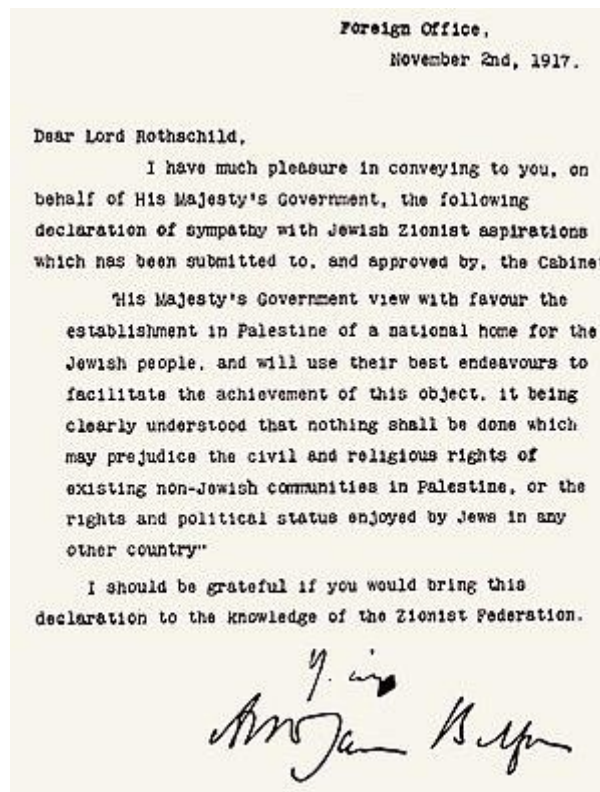 Foreign Office,
November 2nd, 1917.
Dear Lord Rothschild,
I have much pleasure in conveying to you, on
behalf of His Majesty's Government, the following
declaration of sympathy with Jewish Zionist aspirations
which has been submitted to, and approved by, the Cabine
"His Majesty's Government view with favour the
establishment in Palestine of a national home for the
Jewish people, and will use their best endeavours to
facilitate the achievement of this object, it being
clearly understood that nothing shall be done which
may prejudice the civil and religious rights of
existing non-Jewish communities in Palestine, or the
rights and political status enjoyed by Jews in any
other country"
I should be grateful if you would bring this
declaration to the knowledge of the Zionist Federation.